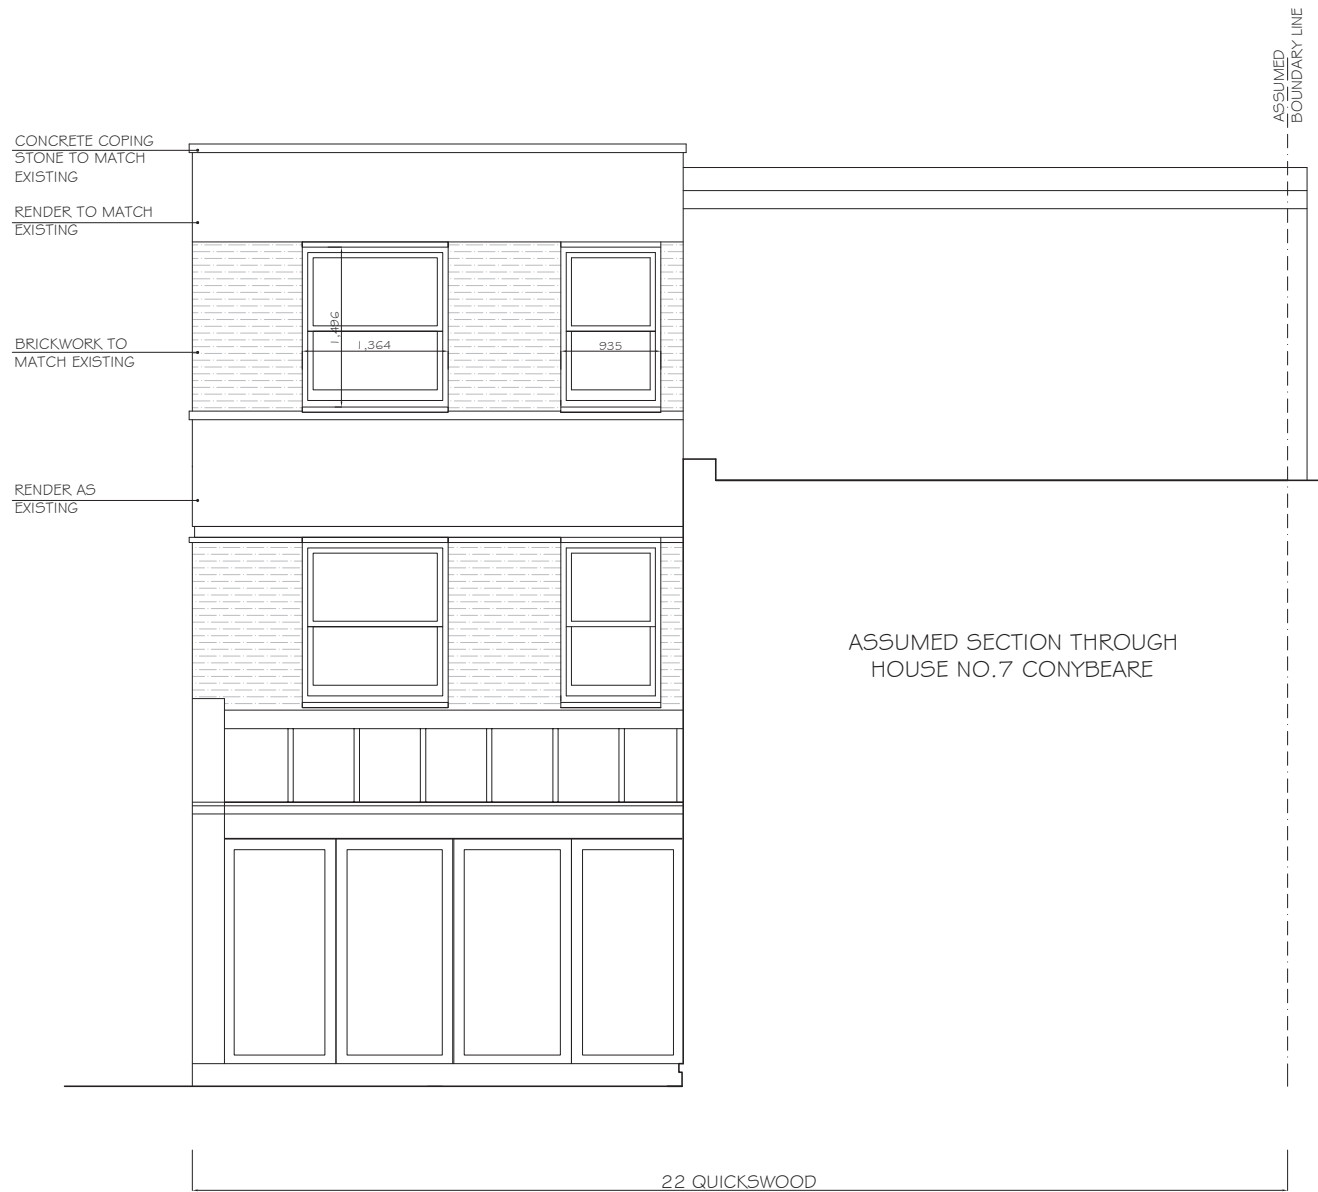 ASSUMED
BOUNDARY LINE
CONCRETE COPING
STONE TO MATCH
EXISTING
RENDER TO MATCH
EXISTING
1,496
BRICKWORK TO
MATCH EXISTING
1,364
935
RENDER AS
EXISTING
ASSUMED SECTION THROUGH
HOUSE NO.7 CONYBEARE
22 QUICKSWOOD